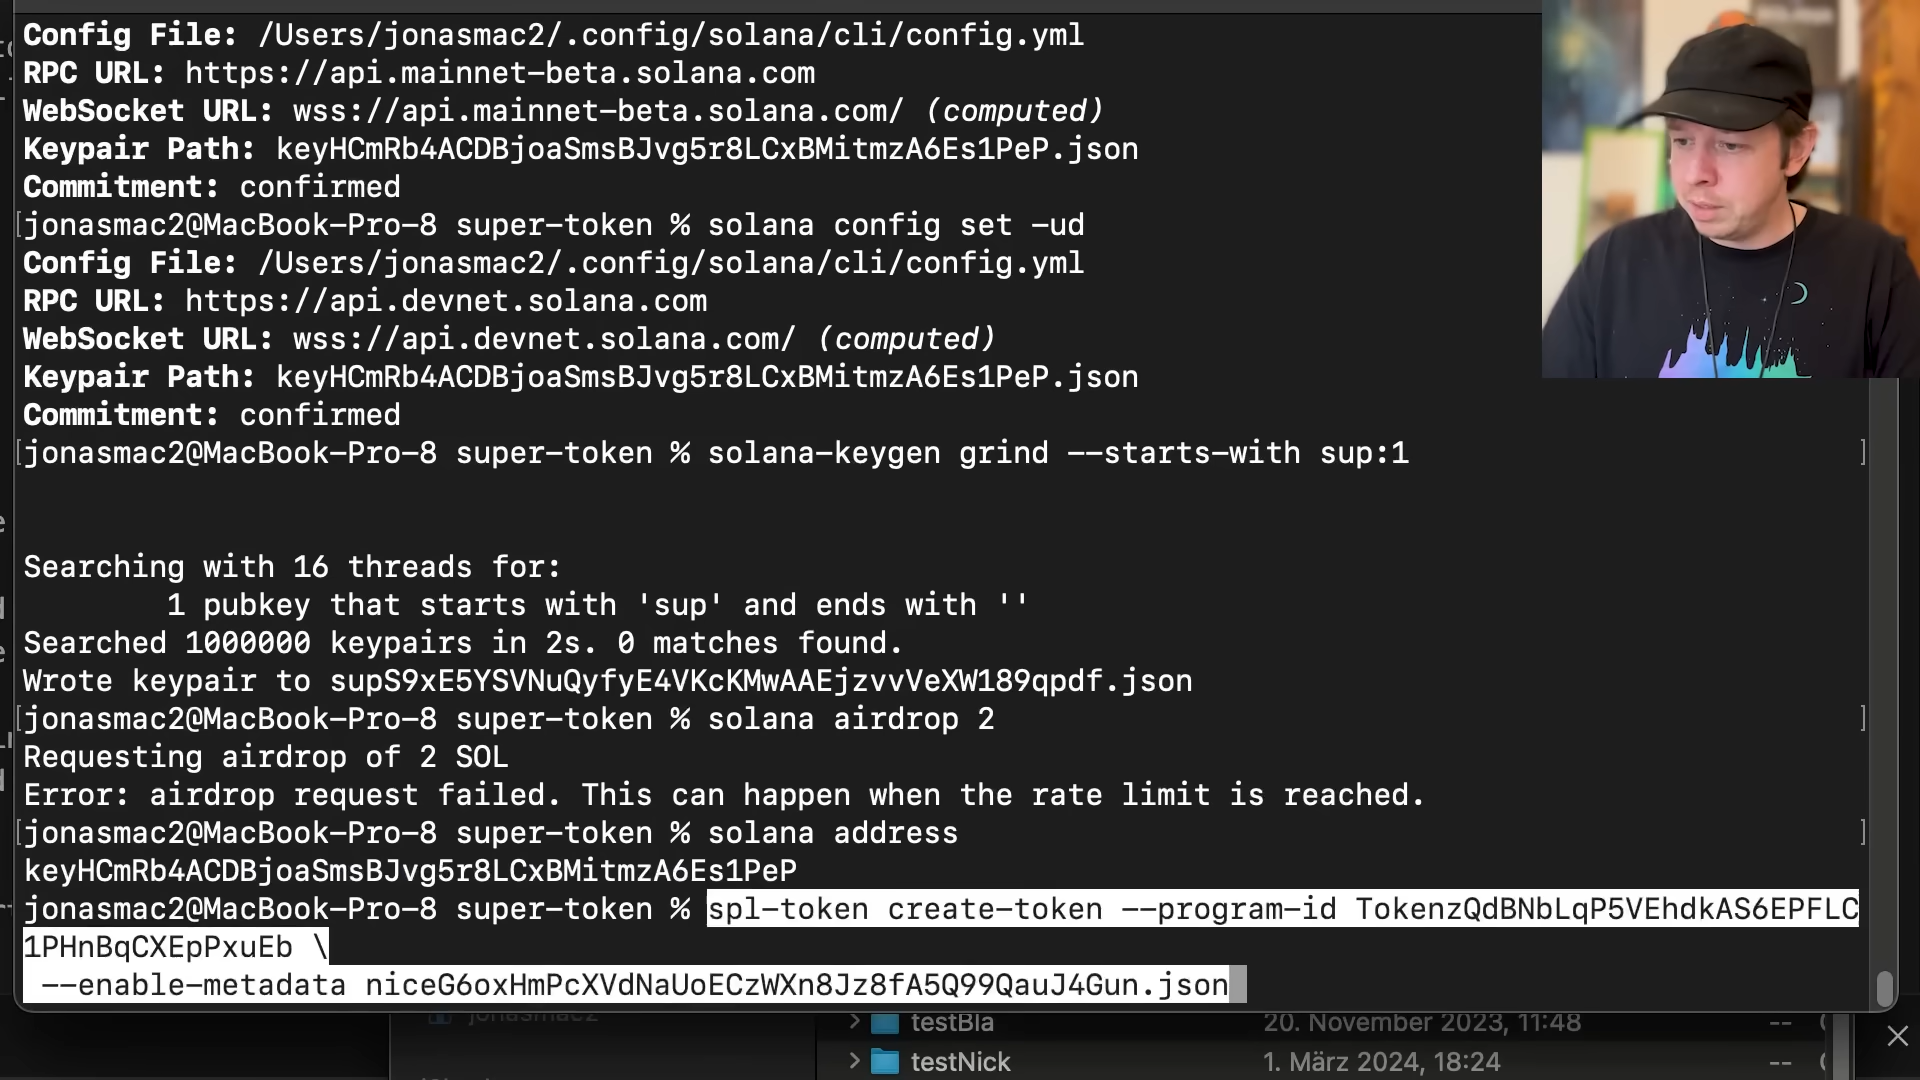 Config File: /Users/jonasmac2/.config/solana/cli/config.yml
RPC URL: https://api.mainnet-beta.solana.com
WebSocket URL: wss://api.mainnet-beta.solana.com/ (computed)
Keypair Path: keyHCmRb4ACDBjoaSmsBJvg5r8LCxBMitmzA6Es1PeP.json
Commitment: confirmed
[jonasmac2@MacBook-Pro-8 super-token % solana config set -ud
Config File: /Users/jonasmac2/.config/solana/cli/config.yml
RPC URL: https://api.devnet.solana.com
WebSocket URL: wss://api.devnet.solana.com/ (computed)
Keypair Path: keyHCmRb4ACDBjoaSmsBJvg5r8LCxBMitmzA6Es1PeP.json
Commitment: confirmed
[jonasmac2@MacBook-Pro-8 super-token % solana-keygen grind --starts-with sup:1 ]
Searching with 16 threads for:
1 pubkey that starts with 'sup' and ends with ''
Searched 1000000 keypairs in 2s. 0 matches found.
Wrote keypair to supS9xE5YSVNuQyfyE4VKcKMwAAEjzvvVeXW189qpdf.json
[jonasmac2@MacBook-Pro-8 super-token % solana airdrop 2 ]
Requesting airdrop of 2 SOL
Error: airdrop request failed. This can happen when the rate limit is reached.
[jonasmac2@MacBook-Pro-8 super-token % solana address ]
keyHCmRb4ACDBjoaSmsBJvg5r8LCxBMitmzA6Es1PeP
jonasmac2@MacBook-Pro-8 super-token % spl-token create-token --program-id TokenzQdBNbLqP5VEhdkAS6EPFLC
1PHnBqCXEpPxuEb \
--enable-metadata niceG6oxHmPcXVdNaUoECzWXn8Jz8fA5Q99QauJ4Gun.json
jonasmac2
testBla 20. November 2023, 11:48 --
testNick 1. März 2024, 18:24 --